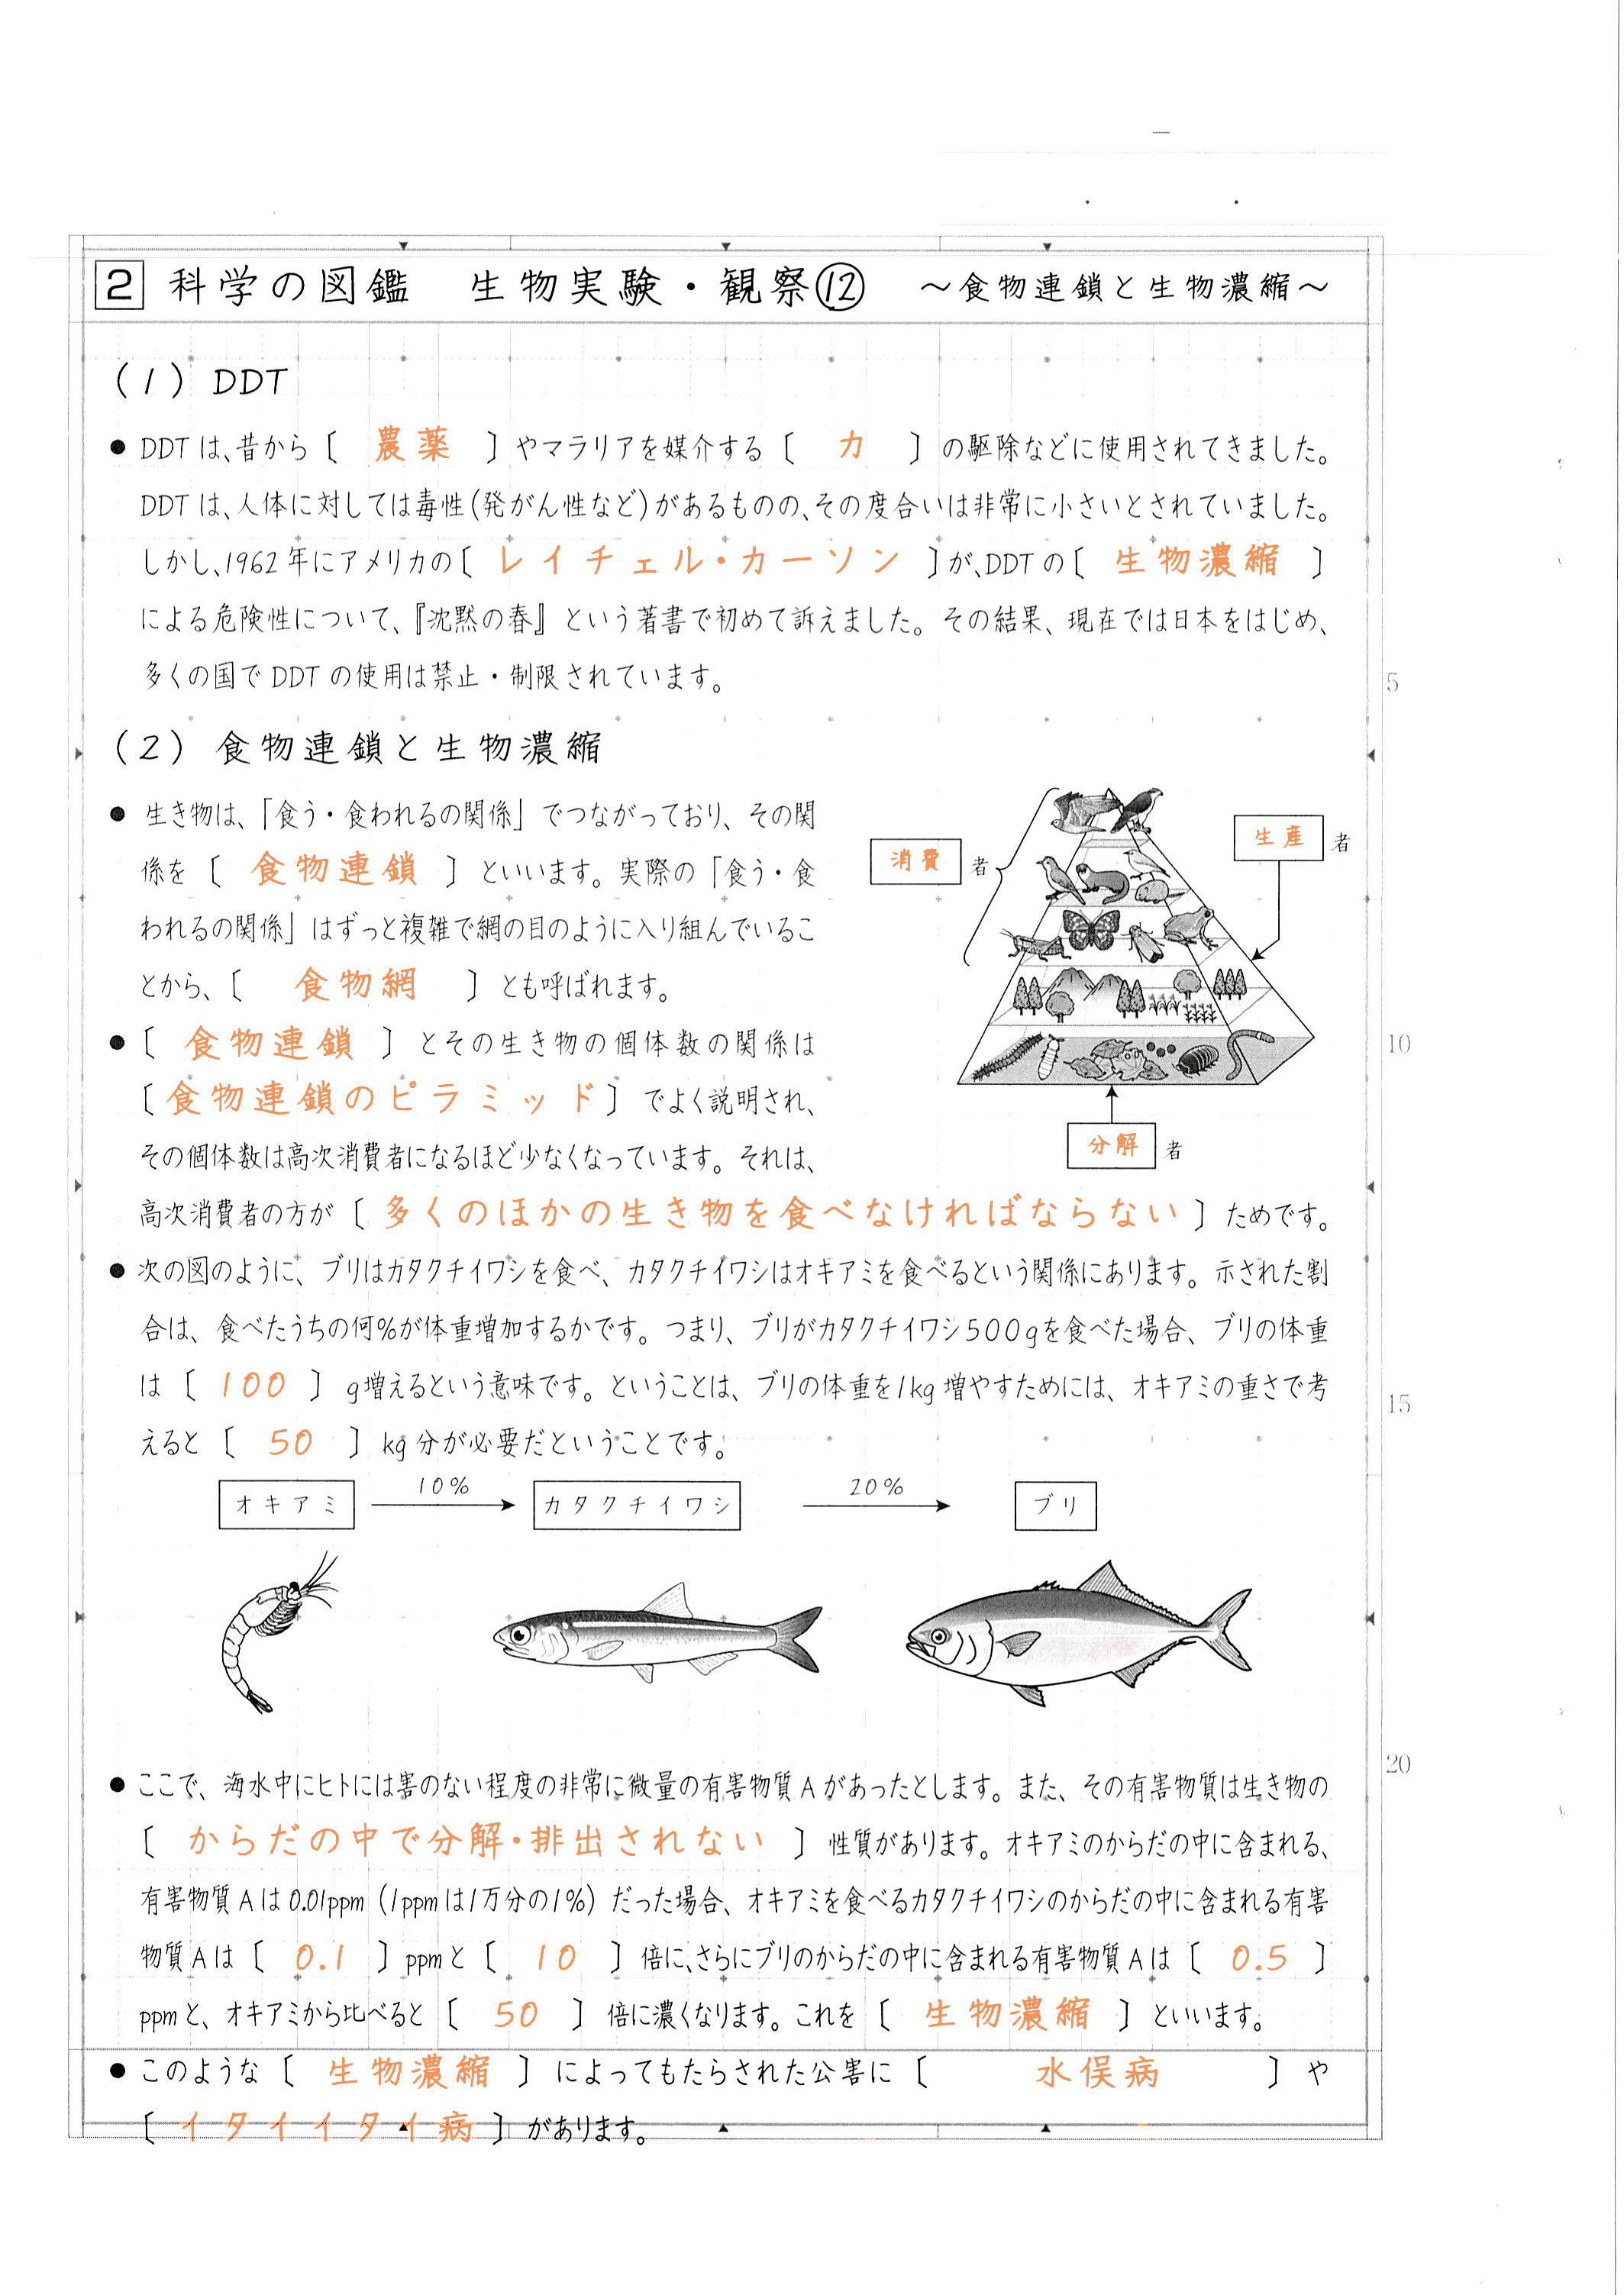 2 科学の図鑑 生物実験・観察⑫ ～食物連鎖と生物濃縮～
(1) DDT
● DDTは、昔から〔 農薬 〕やマラリアを媒介する〔 カ 〕の駆除などに使用されてきました。
DDTは、人体に対しては毒性(発がん性など)があるものの、その度合いは非常に小さいとされていました。
しかし、1962年にアメリカの〔 レイチェル・カーソン 〕が、DDTの〔 生物濃縮 〕
による危険性について、『沈黙の春』という著書で初めて訴えました。その結果、現在では日本をはじめ、
多くの国でDDTの使用は禁止・制限されています。
5
(2) 食物連鎖と生物濃縮
● 生き物は、「食う・食われるの関係」でつながっており、その関
係を〔 食物連鎖 〕といいます。実際の「食う・食
われるの関係」はずっと複雑で網の目のように入り組んでいるこ
とから、〔 食物網 〕とも呼ばれます。
●〔 食物連鎖 〕とその生き物の個体数の関係は
〔食物連鎖のピラミッド〕でよく説明され、
その個体数は高次消費者になるほど少なくなっています。それは、
高次消費者の方が〔 多くのほかの生き物を食べなければならない 〕ためです。
消費 者
生産 者
分解 者
10
● 次の図のように、ブリはカタクチイワシを食べ、カタクチイワシはオキアミを食べるという関係にあります。示された割
合は、食べたうちの何%が体重増加するかです。つまり、ブリがカタクチイワシ500gを食べた場合、ブリの体重
は〔 100 〕g増えるという意味です。ということは、ブリの体重を1kg増やすためには、オキアミの重さで考
えると〔 50 〕kg分が必要だということです。
15
オキアミ 10% カタクチイワシ 20% ブリ
20
● ここで、海水中にヒトには害のない程度の非常に微量の有害物質Aがあったとします。また、その有害物質は生き物の
〔 からだの中で分解・排出されない 〕性質があります。オキアミのからだの中に含まれる、
有害物質Aは0.01ppm (1ppmは1万分の1%) だった場合、オキアミを食べるカタクチイワシのからだの中に含まれる有害
物質Aは〔 0.1 〕ppmと〔 10 〕倍に、さらにブリのからだの中に含まれる有害物質Aは〔 0.5 〕
ppmと、オキアミから比べると〔 50 〕倍に濃くなります。これを〔 生物濃縮 〕といいます。
● このような〔 生物濃縮 〕によってもたらされた公害に〔 水俣病 〕や
〔 イタイイタイ病 〕があります。